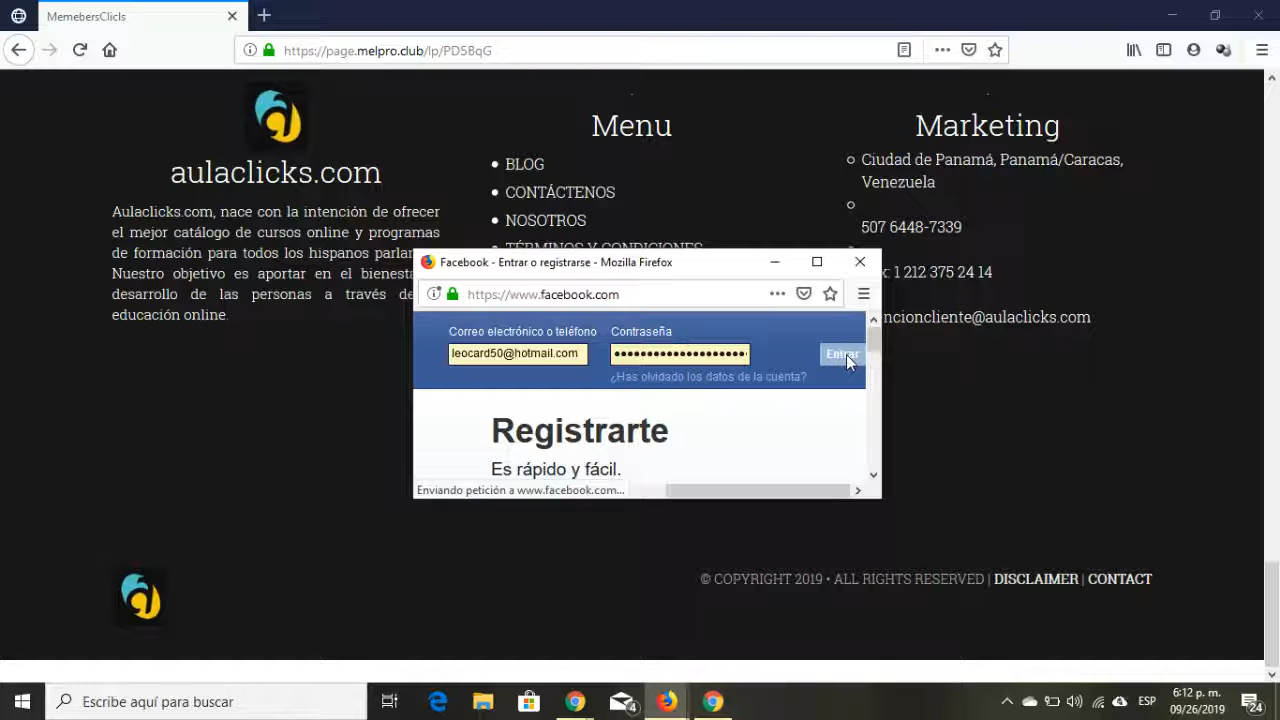 MemebersClicls
https://page.melpro.club/lp/PD5BqG
aulaclicks.com
Aulaclicks.com, nace con la intención de ofrecer
el mejor catálogo de cursos online y programas
de formación para todos los hispanos parlan
Nuestro objetivo es aportar en el bienest
desarrollo de las personas a través de
educación online.
Menu
BLOG
CONTÁCTENOS
NOSOTROS
TÉRMINOS Y CONDICIONES
Marketing
Ciudad de Panamá, Panamá/Caracas,
Venezuela
507 6448-7339
x: 1 212 375 24 14
ncioncliente@aulaclicks.com
Facebook - Entrar o registrarse - Mozilla Firefox
https://www.facebook.com
Correo electrónico o teléfono
Contraseña
leocard50@hotmail.com
Entrar
¿Has olvidado los datos de la cuenta?
Registrarte
Es rápido y fácil.
Enviando petición a www.facebook.com...
© COPYRIGHT 2019 • ALL RIGHTS RESERVED | DISCLAIMER | CONTACT
Escribe aquí para buscar
4
ESP
6:12 p. m.
09/26/2019
24